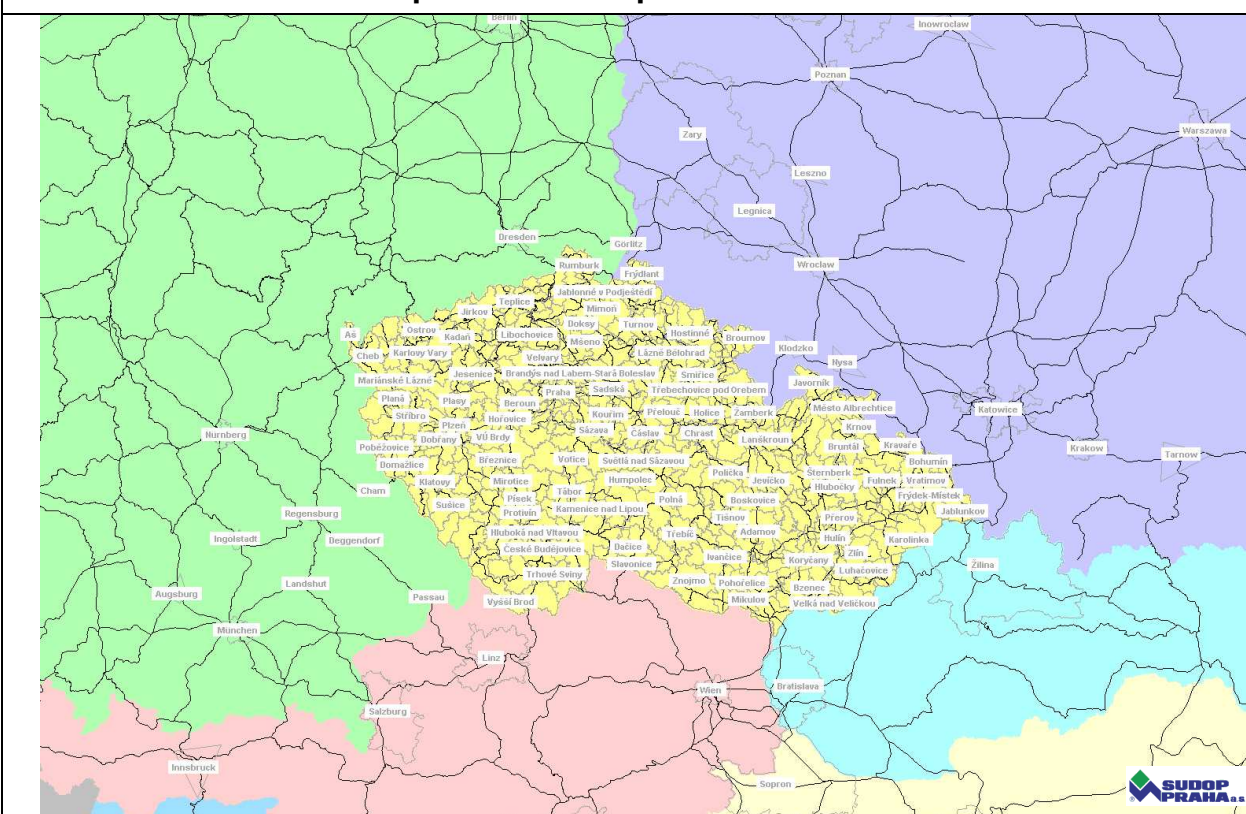 Berlin
Inowroclaw
Poznan
Zary
Warszawa
Leszno
Legnica
Dresden
Görlitz
Wroclaw
Rumburk
Frýdlant
Jablonné v Podještědí
Teplice
Mimoň
Jirkov
Doksy
Turnov
Aš
Ostrov
Kadaň
Libochovice
Mšeno
Hostinné
Broumov
Klodzko
Cheb
Karlovy Vary
Velvary
Lázně Bělohrad
Nysa
Mariánské Lázně
Jesenice
Brandýs nad Labem-Stará Boleslav
Smiřice
Javorník
Planá
Plasy
Beroun
Praha
Sadská
Třebechovice pod Orebem
Město Albrechtice
Katowice
Stříbro
Plzeň
Hořovice
Kouřim
Přelouč
Holice
Žamberk
Krnov
Nurnberg
Dobřany
VÚ Brdy
Sázava
Čáslav
Chrast
Lanškroun
Bruntál
Kravaře
Krakow
Tarnow
Poběžovice
Domažlice
Březnice
Votice
Světlá nad Sázavou
Bohumín
Cham
Klatovy
Mirotice
Humpolec
Polička
Jevíčko
Šternberk
Fulnek
Vratimov
Sušice
Písek
Tábor
Polná
Boskovice
Hlubočky
Frýdek-Místek
Regensburg
Protivín
Kamenice nad Lipou
Tišnov
Přerov
Jablunkov
Ingolstadt
Deggendorf
Hluboká nad Vltavou
Třebíč
Adamov
Hulín
Karolinka
České Budějovice
Dačice
Ivančice
Koryčany
Zlín
Slavonice
Luhačovice
Žilina
Landshut
Trhové Sviny
Znojmo
Pohořelice
Bzenec
Augsburg
Passau
Vyšší Brod
Mikulov
Velká nad Veličkou
München
Linz
Wien
Bratislava
Salzburg
Innsbruck
Sopron
SUDOP
PRAHA a.s